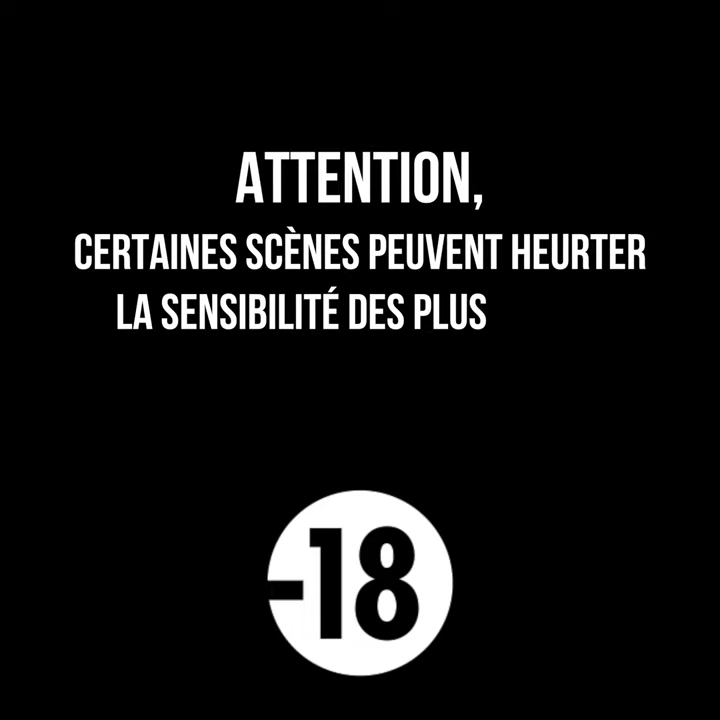 ATTENTION,
CERTAINES SCÈNES PEUVENT HEURTER
LA SENSIBILITÉ DES PLUS
-18